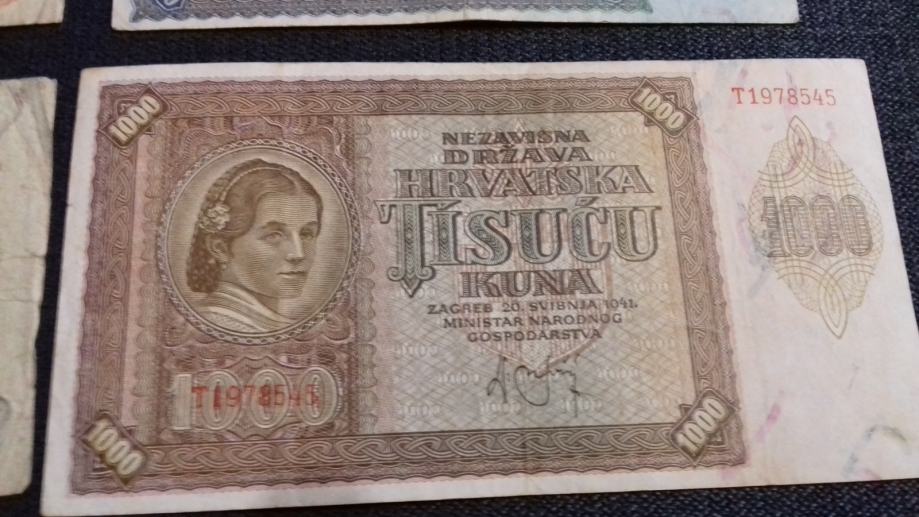 1000
1000
T1978545
NEZAVISNA
DRŽAVA
HRVATSKA
TISUĆU
KUNA
ZAGREB 26. SVIBNJA 1941.
MINISTAR NARODNOG
GOSPODARSTVA
1000
1000
T1978545
1000
1000